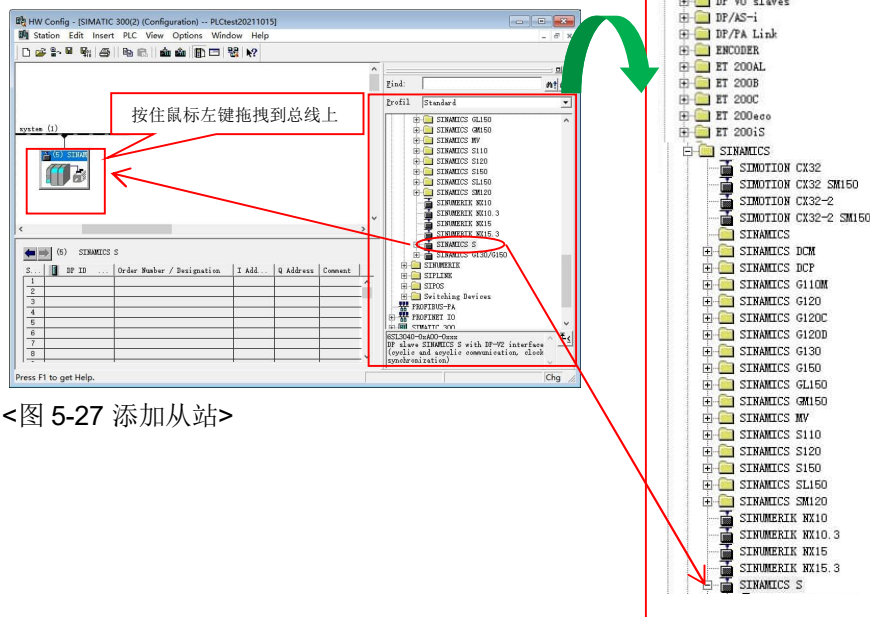 HW Config - [SIMATIC 300(2) (Configuration) -- PLCtest20211015]
Station Edit Insert PLC View Options Window Help
按住鼠标左键拖拽到总线上
system (1)
(5) SINAM
(5) SINAMICS S
S... DP ID ... Order Number / Designation I Add... Q Address Comment
1
2
3
4
5
6
7
8
Find:
Profil Standard
SINAMICS GL150
SINAMICS GM150
SINAMICS MV
SINAMICS S110
SINAMICS S120
SINAMICS S150
SINAMICS SL150
SINAMICS SM120
SINUMERIK NX10
SINUMERIK NX10.3
SINUMERIK NX15
SINUMERIK NX15.3
SINAMICS S
SINAMICS G130/G150
SINUMERIK
SIPLINK
SIPOS
Switching Devices
PROFIBUS-PA
PROFINET IO
SIMATIC 300
6SL3040-0xA00-0xxx
DP slave SINAMICS S with DP-V2 interface
(cyclic and acyclic communication, clock
synchronization)
Press F1 to get Help.
Chg
<图 5-27 添加从站>
DP V0 slaves
DP/AS-i
DP/PA Link
ENCODER
ET 200AL
ET 200B
ET 200C
ET 200eco
ET 200iS
SINAMICS
SIMOTION CX32
SIMOTION CX32 SM150
SIMOTION CX32-2
SIMOTION CX32-2 SM150
SINAMICS
SINAMICS DCM
SINAMICS DCP
SINAMICS G110M
SINAMICS G120
SINAMICS G120C
SINAMICS G120D
SINAMICS G130
SINAMICS G150
SINAMICS GL150
SINAMICS GM150
SINAMICS MV
SINAMICS S110
SINAMICS S120
SINAMICS S150
SINAMICS SL150
SINAMICS SM120
SINUMERIK NX10
SINUMERIK NX10.3
SINUMERIK NX15
SINUMERIK NX15.3
SINAMICS S